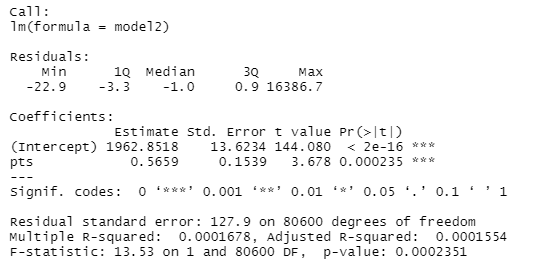 Call:
lm(formula = model2)
Residuals:
Min 1Q Median 3Q Max
-22.9 -3.3 -1.0 0.9 16386.7
Coefficients:
Estimate Std. Error t value Pr(>|t|)
(Intercept) 1962.8518 13.6234 144.080 < 2e-16 ***
pts 0.5659 0.1539 3.678 0.000235 ***
---
Signif. codes: 0 ‘***’ 0.001 ‘**’ 0.01 ‘*’ 0.05 ‘.’ 0.1 ‘ ’ 1
Residual standard error: 127.9 on 80600 degrees of freedom
Multiple R-squared: 0.0001678, Adjusted R-squared: 0.0001554
F-statistic: 13.53 on 1 and 80600 DF, p-value: 0.0002351